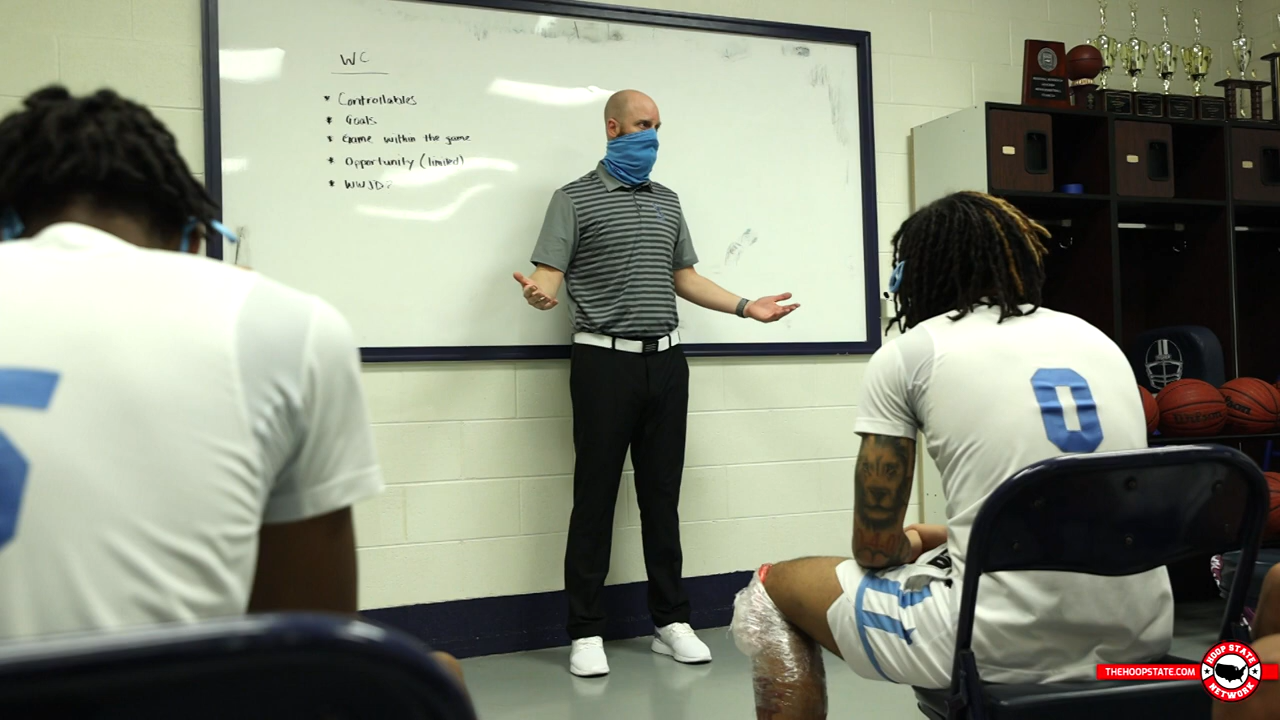 WC
* Controllables
* Goals
* Game within the game
* Opportunity (limited)
* WWJD?
0
THEHOOPSTATE.COM
HOOP STATE
NETWORK